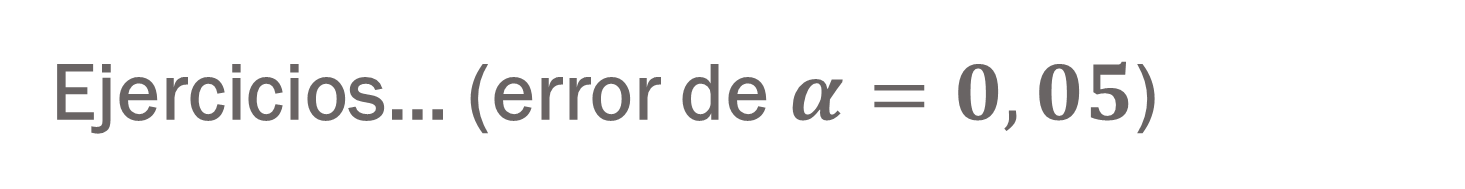 Ejercicios... (error de α = 0,05)